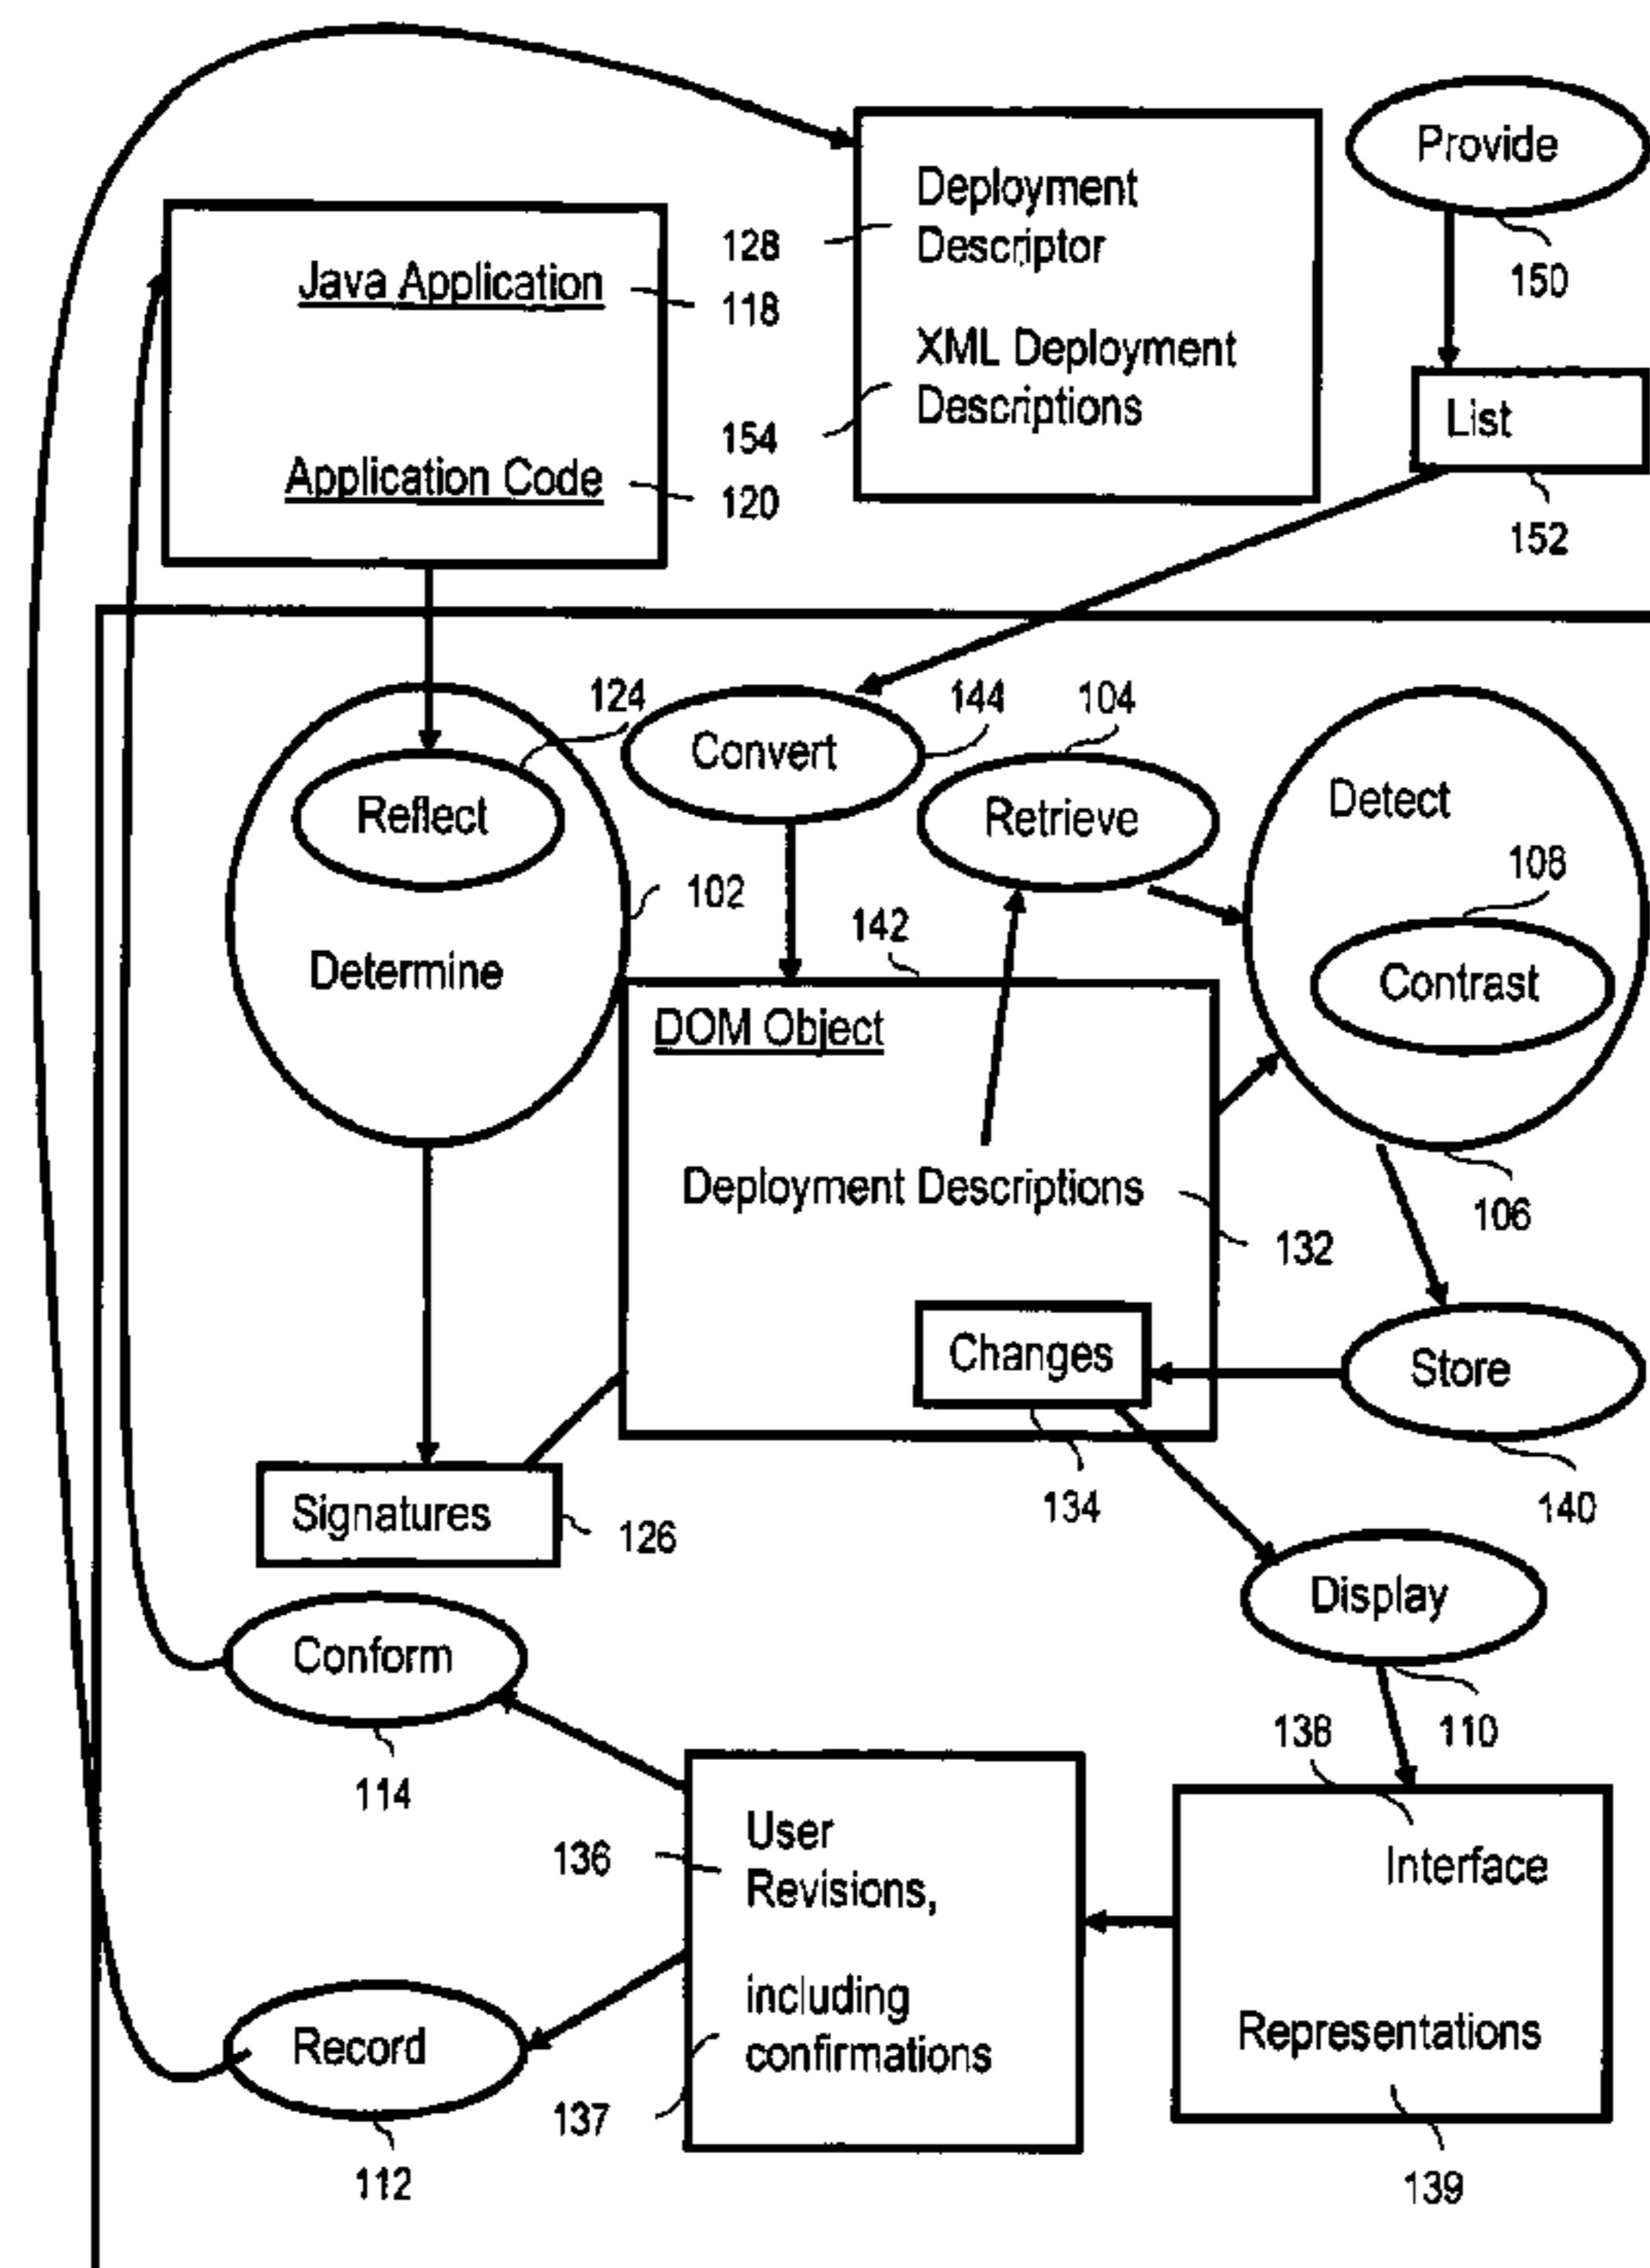 Provide
150
Deployment
Descriptor
128
XML Deployment
Descriptions
154
Java Application
118
Application Code
120
List
152
124
144
104
Convert
Reflect
Retrieve
Detect
108
102
142
Determine
Contrast
DOM Object
Deployment Descriptions
132
106
Changes
Store
134
140
Signatures
126
Display
110
Conform
114
138
Interface
136
User
Revisions,
including
confirmations
137
Representations
139
Record
112